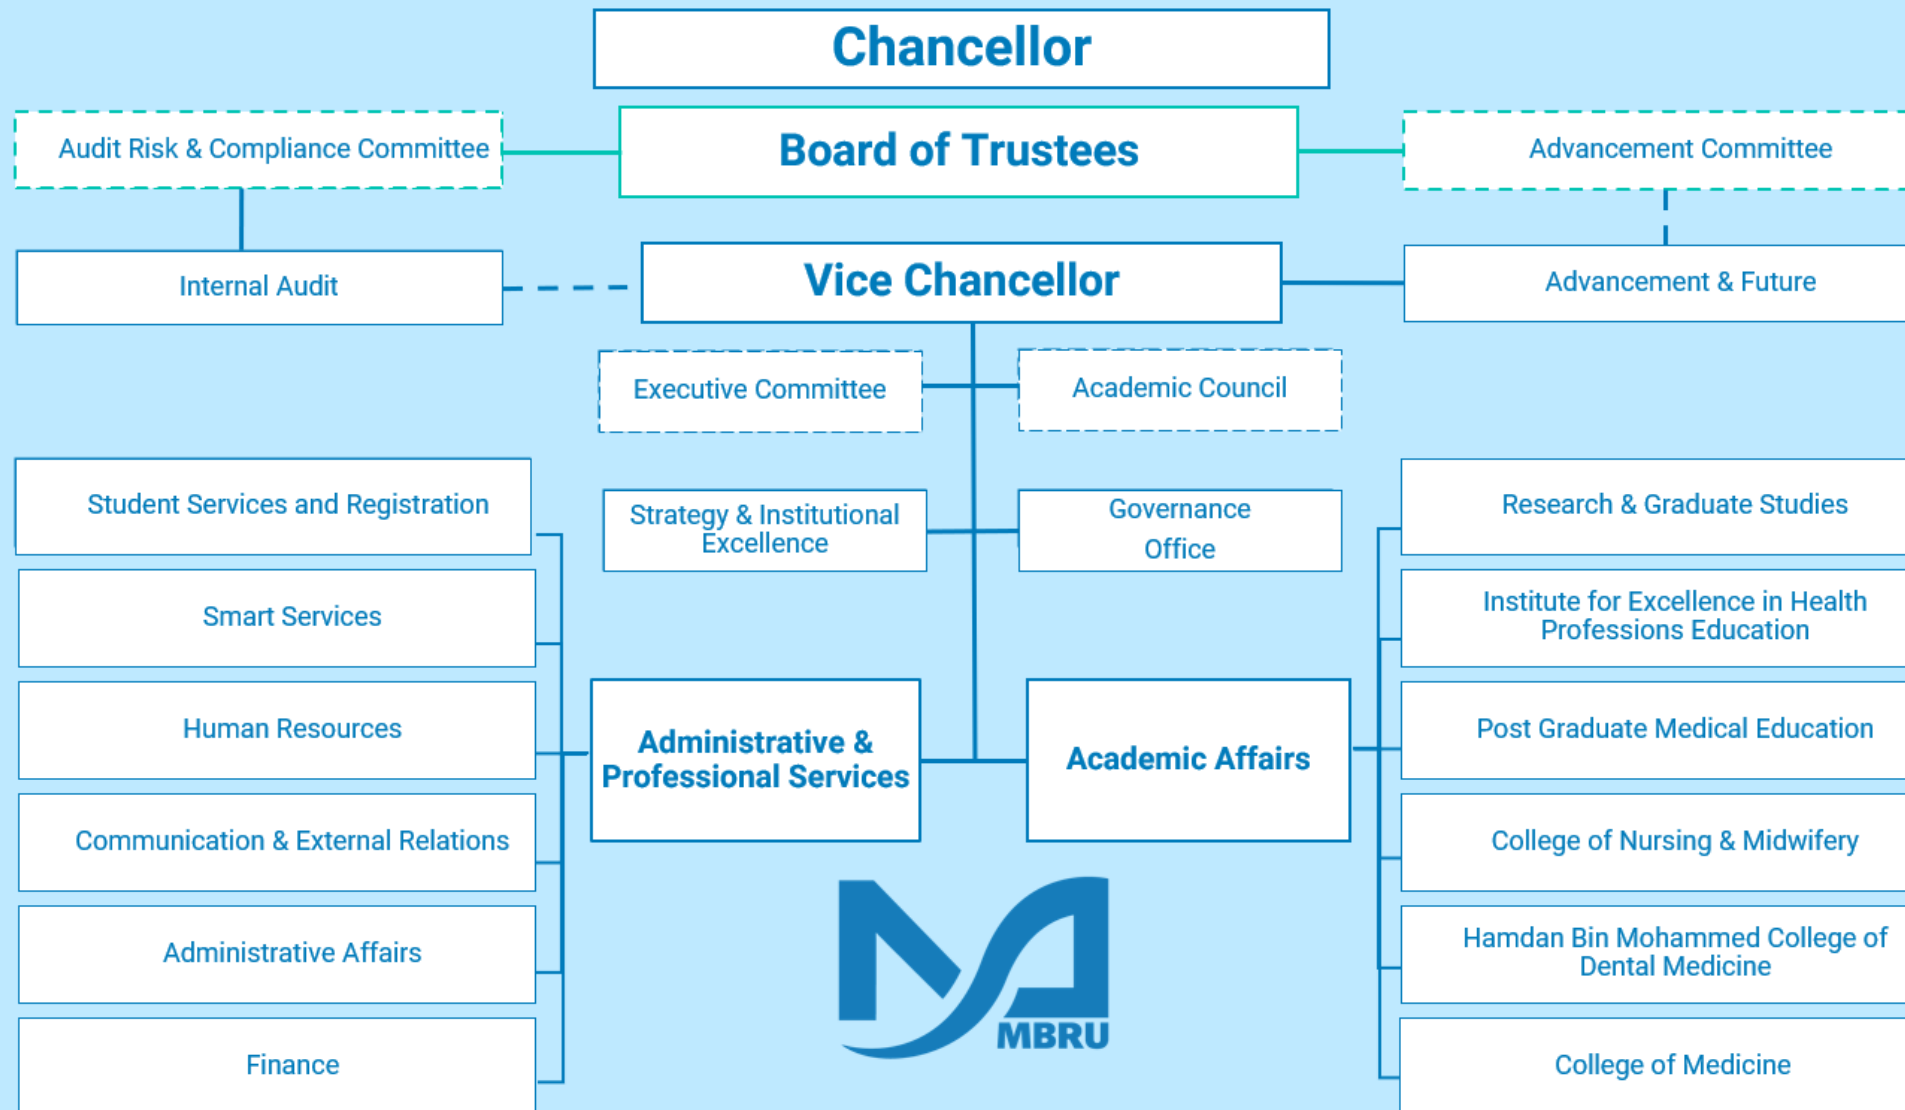 Chancellor
Audit Risk & Compliance Committee
Board of Trustees
Advancement Committee
Internal Audit
Vice Chancellor
Advancement & Future
Executive Committee
Academic Council
Student Services and Registration
Strategy & Institutional
Excellence
Governance
Office
Research & Graduate Studies
Smart Services
Institute for Excellence in Health
Professions Education
Human Resources
Administrative &
Professional Services
Academic Affairs
Post Graduate Medical Education
Communication & External Relations
College of Nursing & Midwifery
Administrative Affairs
Hamdan Bin Mohammed College of
Dental Medicine
MBRU
Finance
College of Medicine